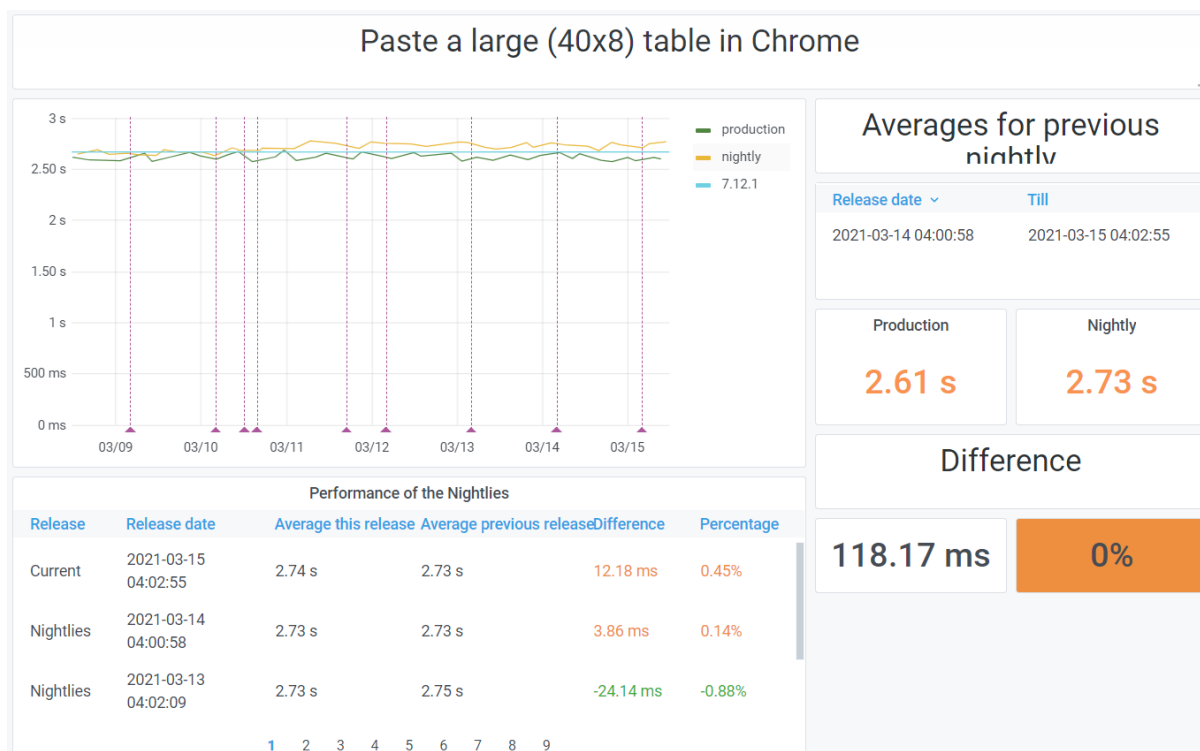 Paste a large (40x8) table in Chrome
3 s
2.50 s
2 s
1.50 s
1 s
500 ms
0 ms
03/09 03/10 03/11 03/12 03/13 03/14 03/15
production
nightly
7.12.1
Averages for previous
nightly
Release date Till
2021-03-14 04:00:58 2021-03-15 04:02:55
Production
2.61 s
Nightly
2.73 s
Difference
118.17 ms
0%
Performance of the Nightlies
Release Release date Average this release Average previous release Difference Percentage
Current 2021-03-15 04:02:55 2.74 s 2.73 s 12.18 ms 0.45%
Nightlies 2021-03-14 04:00:58 2.73 s 2.73 s 3.86 ms 0.14%
Nightlies 2021-03-13 04:02:09 2.73 s 2.75 s -24.14 ms -0.88%
1 2 3 4 5 6 7 8 9